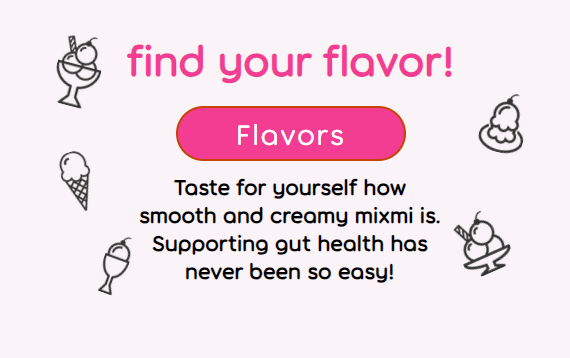 find your flavor!
Flavors
Taste for yourself how
smooth and creamy mixmi is.
Supporting gut health has
never been so easy!